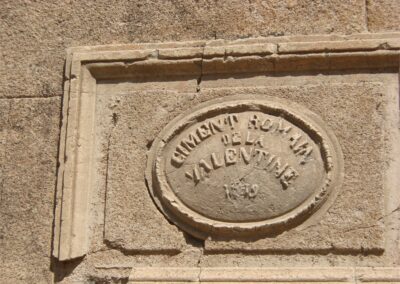 CIMENT ROMAIN
DE LA
VALENTINE